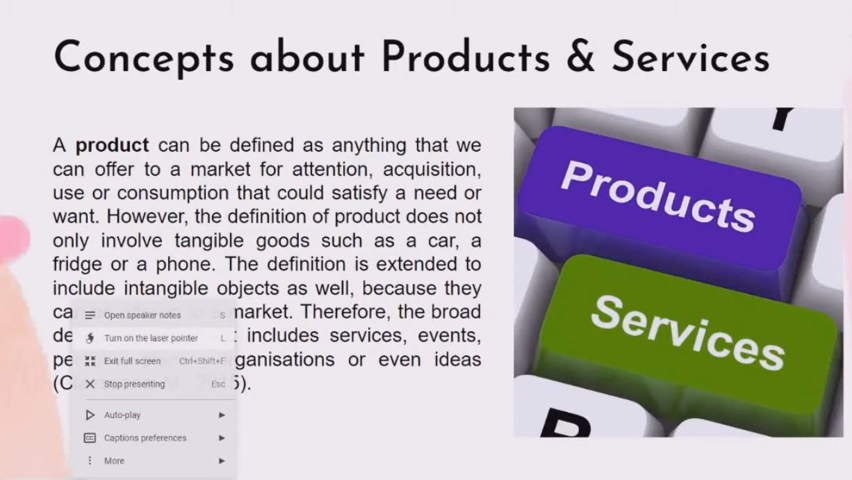 Concepts about Products & Services
A product can be defined as anything that we
can offer to a market for attention, acquisition,
use or consumption that could satisfy a need or
want. However, the definition of product does not
only involve tangible goods such as a car, a
fridge or a phone. The definition is extended to
include intangible objects as well, because they
ca market. Therefore, the broad
de includes services, events,
pe ganisations or even ideas
(C 5).
Open speaker notes S
Turn on the laser pointer L
Exit full screen Ctrl+Shift+F
Stop presenting Esc
Auto-play
Captions preferences
More
Y
Products
Services